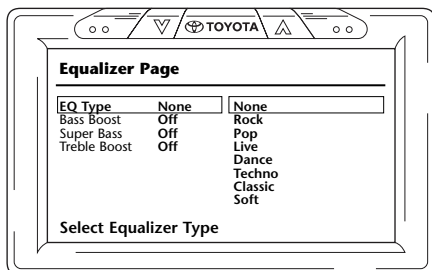 TOYOTA
Equalizer Page
EQ Type None None
Bass Boost Off Rock
Super Bass Off Pop
Treble Boost Off Live
Dance
Techno
Classic
Soft
Select Equalizer Type